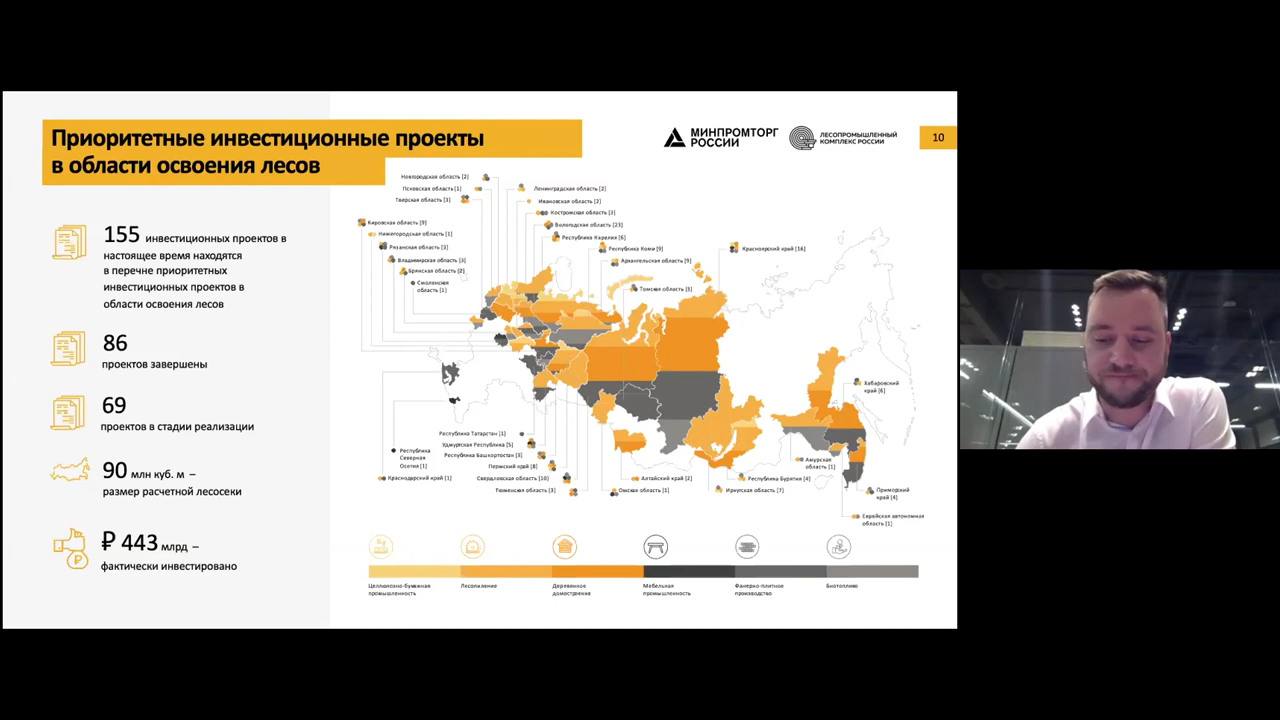 Приоритетные инвестиционные проекты
в области освоения лесов
МИНПРОМТОРГ
РОССИИ
ЛЕСОПРОМЫШЛЕННЫЙ
КОМПЛЕКС РОССИИ
10
155 инвестиционных проектов в
настоящее время находятся
в перечне приоритетных
инвестиционных проектов в
области освоения лесов
86
проектов завершены
69
проектов в стадии реализации
90 млн куб. м –
размер расчетной лесосеки
₽ 443 млрд –
фактически инвестировано
Новгородская область [2]
Псковская область [1]
Тверская область [3]
Ленинградская область [2]
Ивановская область [2]
Костромская область [3]
Вологодская область [23]
Республика Карелия [6]
Республика Коми [9]
Архангельская область [9]
Красноярский край [16]
Кировская область [9]
Нижегородская область [1]
Рязанская область [3]
Владимирская область [3]
Брянская область [2]
Смоленская
область [1]
Томская область [5]
Хабаровский
край [6]
Республика Татарстан [1]
Удмуртская Республика [5]
Республика Башкортостан [3]
Пермский край [8]
Свердловская область [10]
Тюменская область [3]
Республика
Северная
Осетия [1]
Краснодарский край [1]
Алтайский край [2]
Омская область [1]
Республика Бурятия [4]
Иркутская область [7]
Амурская
область [1]
Приморский
край [4]
Еврейская автономная
область [1]
Целлюлозно-бумажная
промышленность
Лесопиление
Деревянное
домостроение
Мебельная
промышленность
Фанерно-плитное
производство
Биотопливо